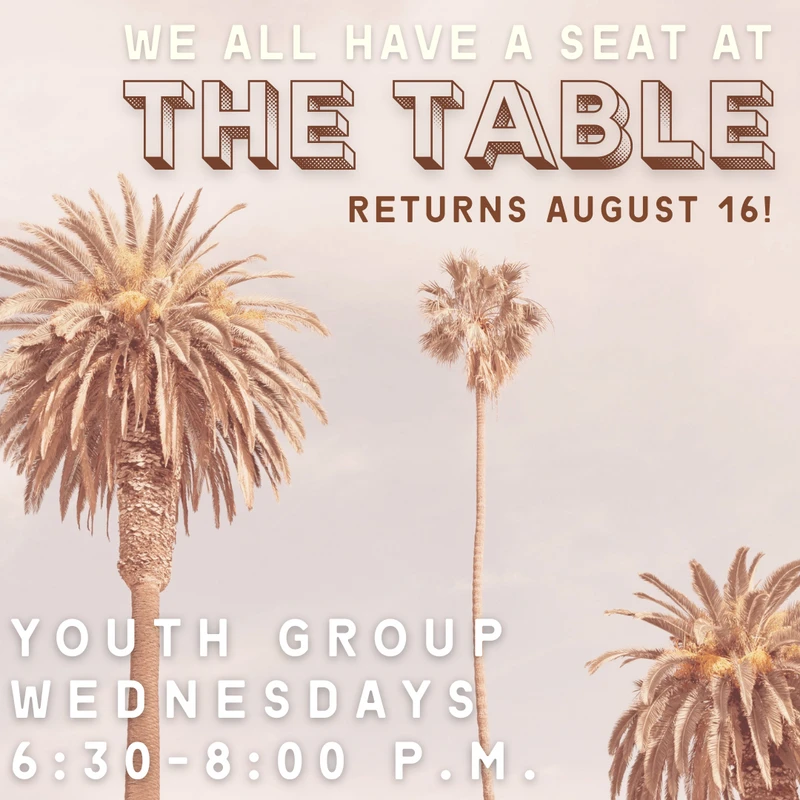 WE ALL HAVE A SEAT AT
THE TABLE
RETURNS AUGUST 16!
YOUTH GROUP
WEDNESDAYS
6:30-8:00 P.M.